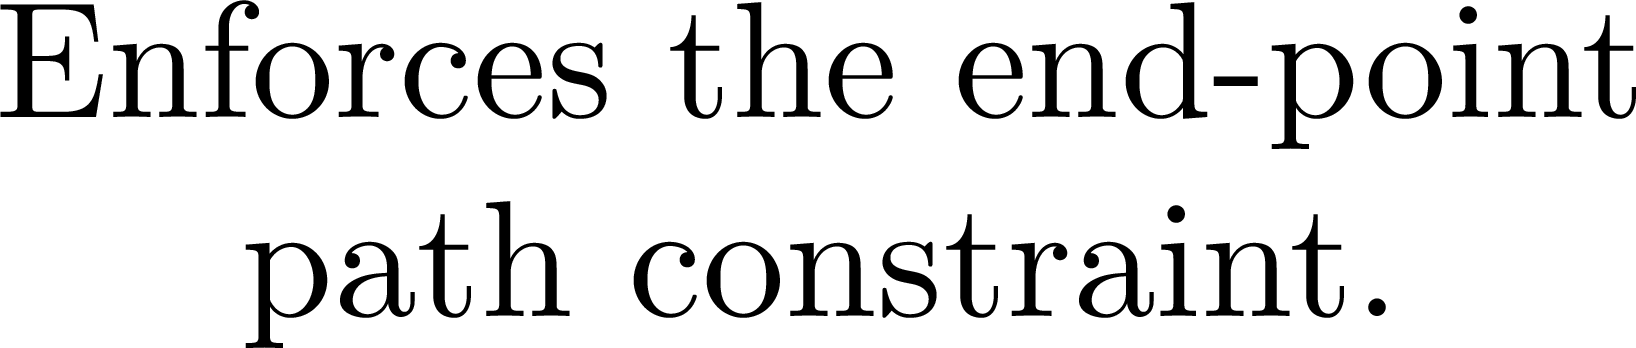 Enforces the end-point
path constraint.